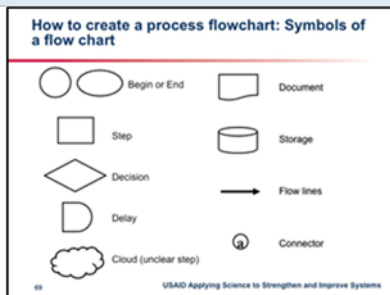 How to create a process flowchart: Symbols of
a flow chart
Begin or End
Document
Step
Storage
Decision
Flow lines
Delay
a
Connector
Cloud (unclear step)
69
USAID Applying Science to Strengthen and Improve Systems